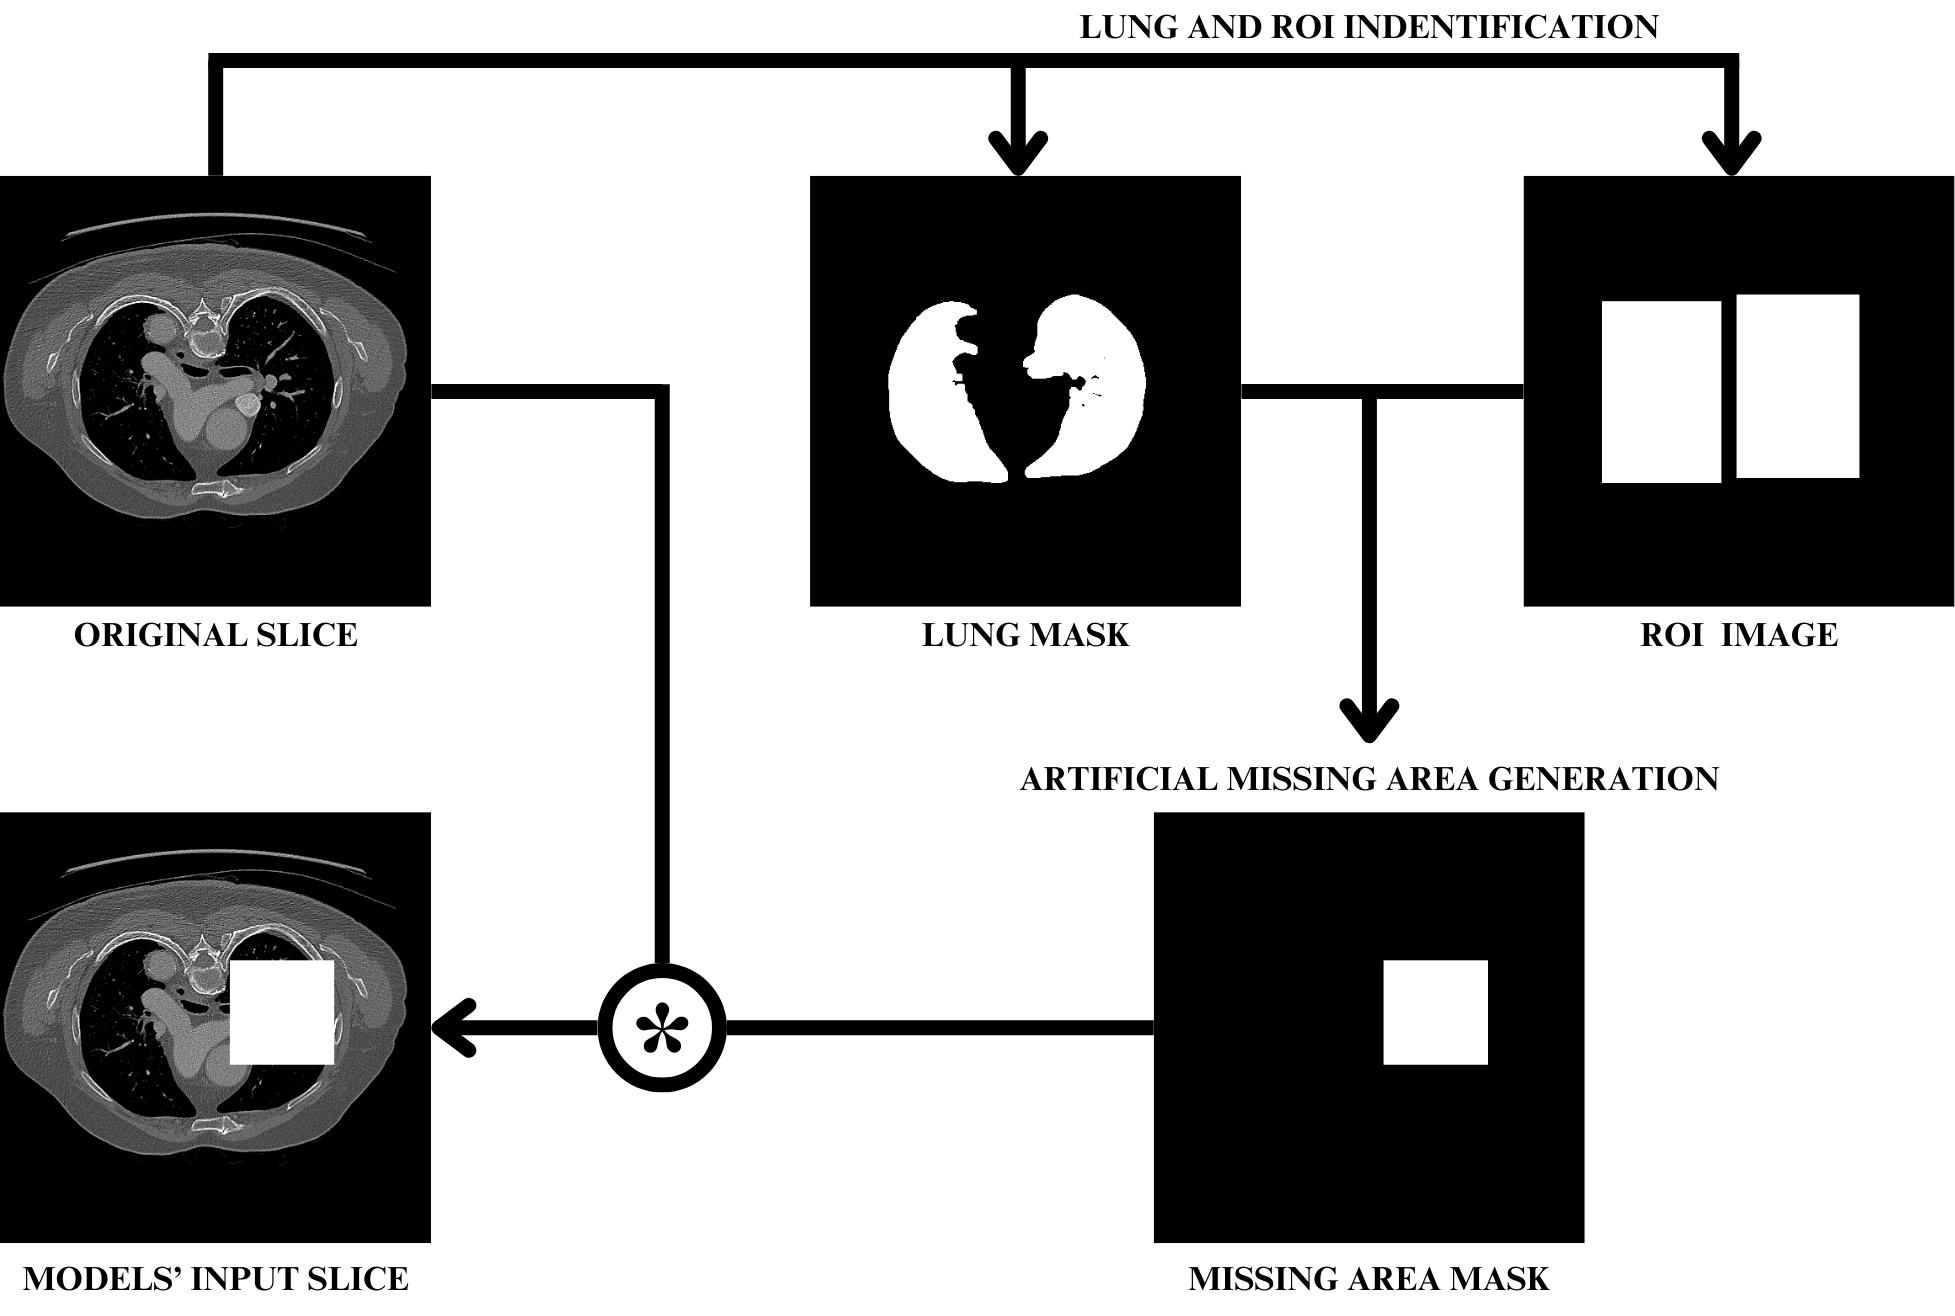 LUNG AND ROI INDENTIFICATION
ORIGINAL SLICE
LUNG MASK
ROI IMAGE
ARTIFICIAL MISSING AREA GENERATION
*
MODELS’ INPUT SLICE
MISSING AREA MASK